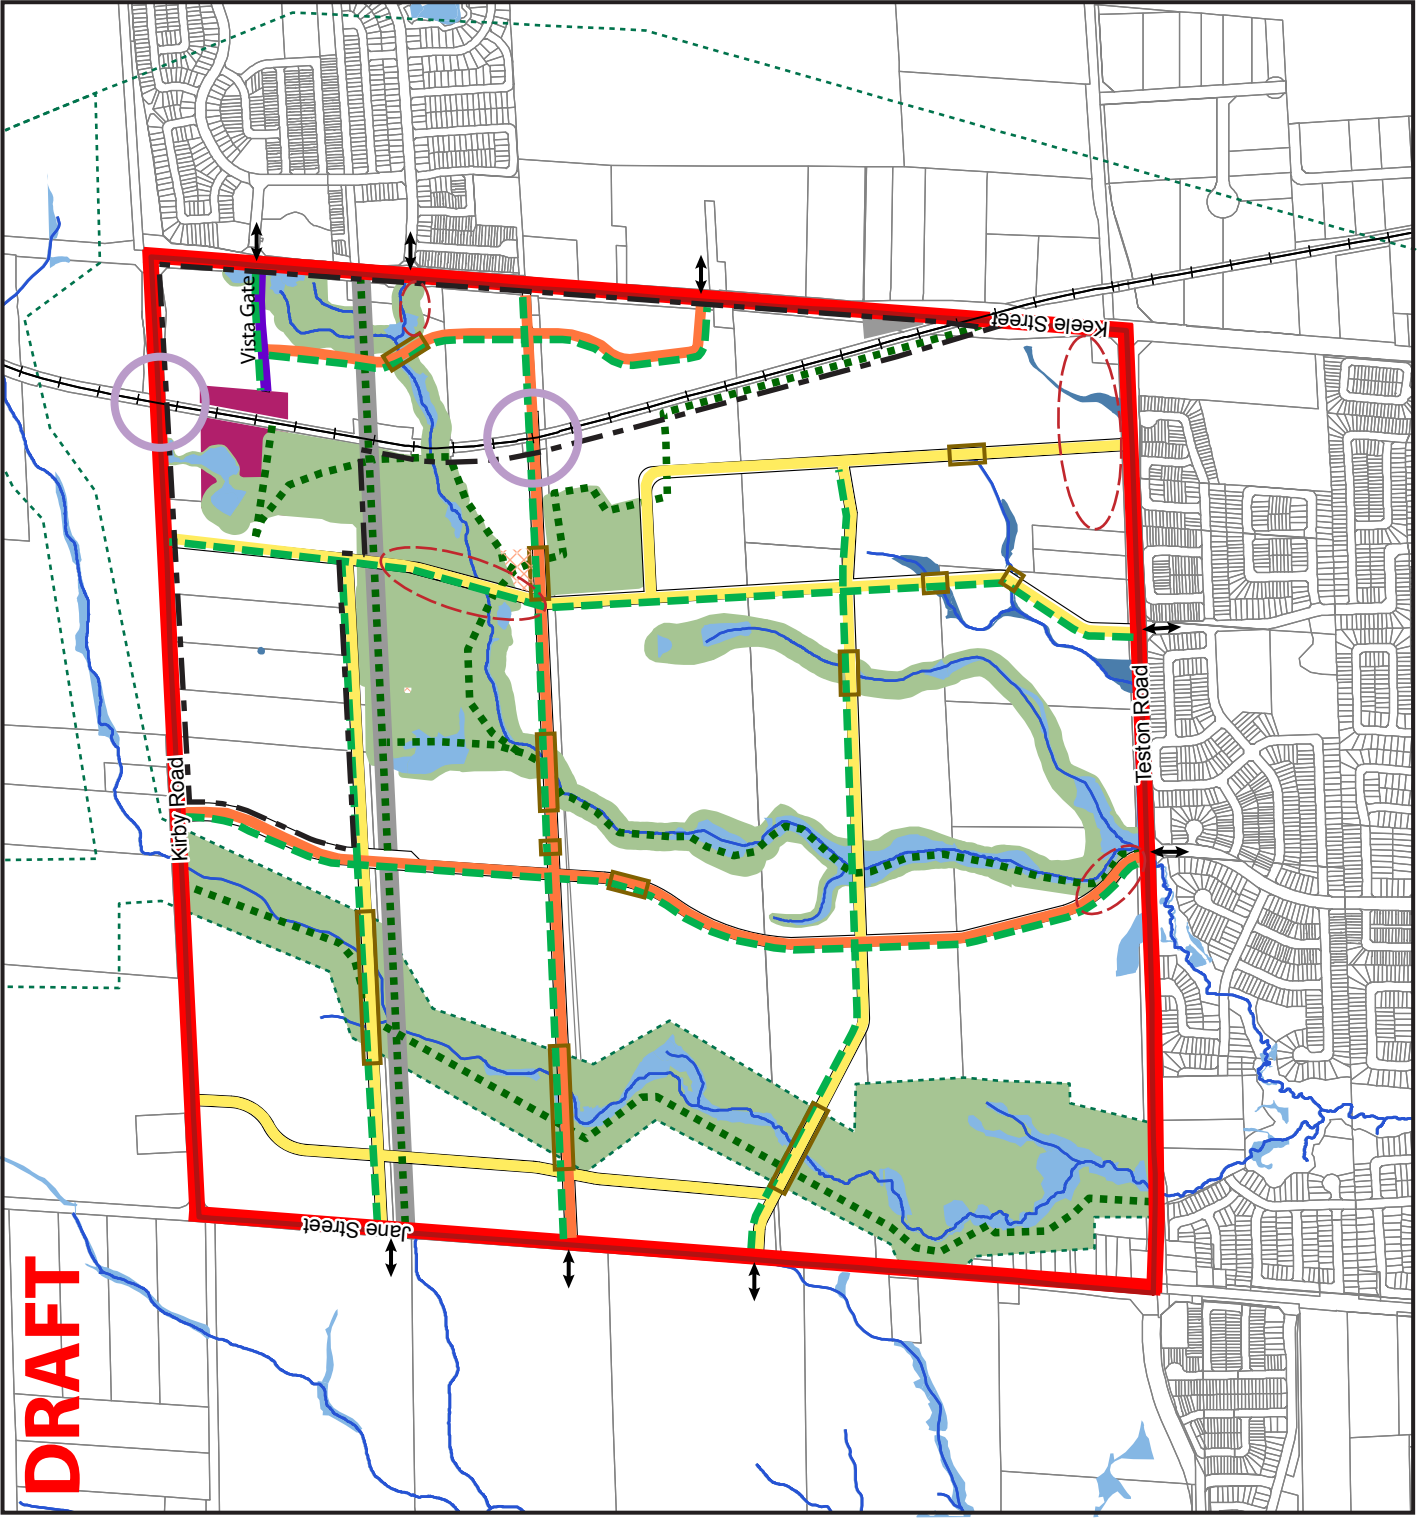 Keele Street
Vista Gate
Teston Road
Kirby Road
Jane Street
DRAFT